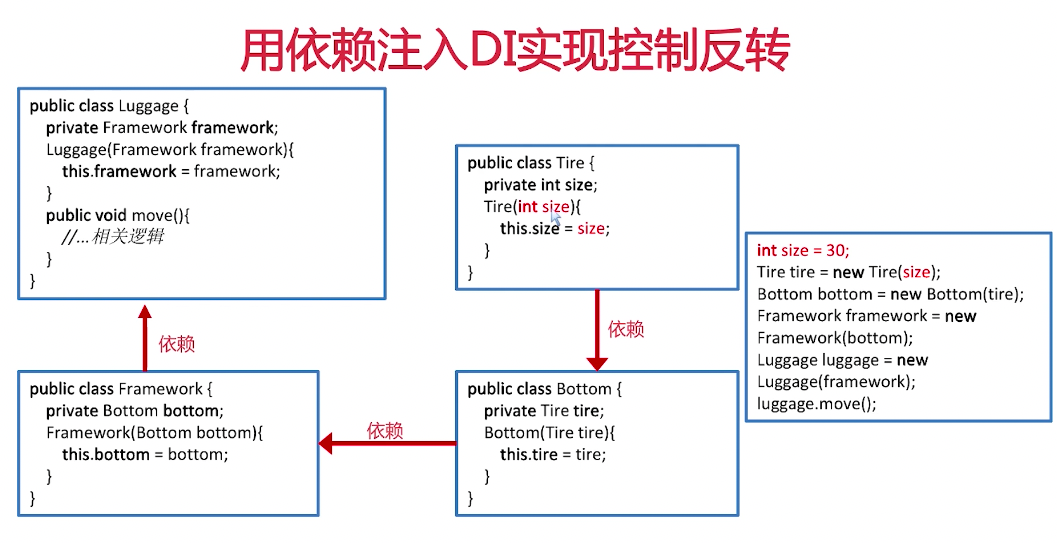 用依赖注入DI实现控制反转
public class Luggage {
private Framework framework;
Luggage(Framework framework){
this.framework = framework;
}
public void move(){
//...相关逻辑
}
}
依赖
public class Framework {
private Bottom bottom;
Framework(Bottom bottom){
this.bottom = bottom;
}
}
依赖
public class Tire {
private int size;
Tire(int size){
this.size = size;
}
}
依赖
public class Bottom {
private Tire tire;
Bottom(Tire tire){
this.tire = tire;
}
}
int size = 30;
Tire tire = new Tire(size);
Bottom bottom = new Bottom(tire);
Framework framework = new
Framework(bottom);
Luggage luggage = new
Luggage(framework);
luggage.move();